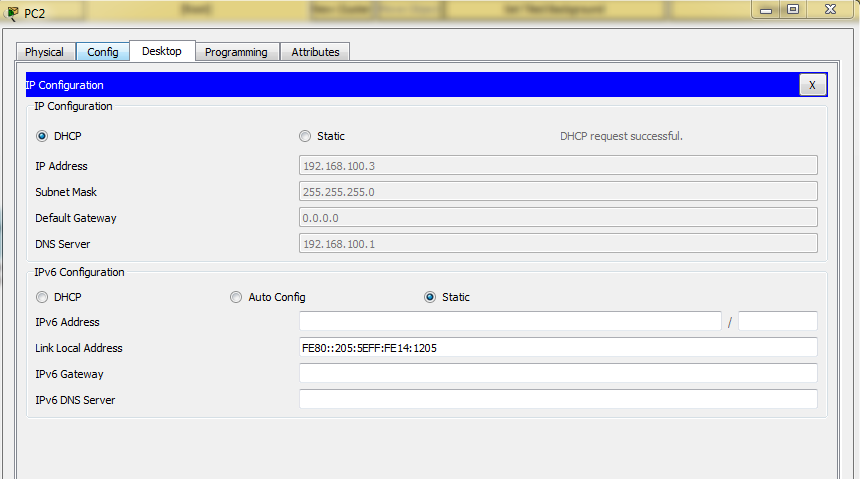 PC2
Physical Config Desktop Programming Attributes
IP Configuration X
IP Configuration
DHCP Static DHCP request successful.
IP Address 192.168.100.3
Subnet Mask 255.255.255.0
Default Gateway 0.0.0.0
DNS Server 192.168.100.1
IPv6 Configuration
DHCP Auto Config Static
IPv6 Address /
Link Local Address FE80::205:5EFF:FE14:1205
IPv6 Gateway
IPv6 DNS Server